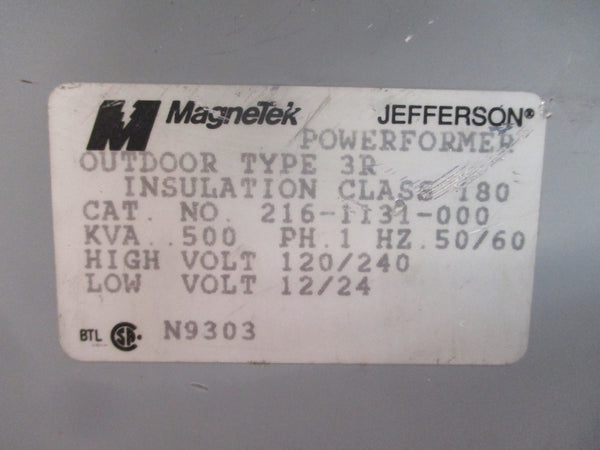 MagneTek JEFFERSON®
POWERFORMER
OUTDOOR TYPE 3R
INSULATION CLASS 180
CAT. NO. 216-1131-000
KVA..500 PH.1 HZ.50/60
HIGH VOLT 120/240
LOW VOLT 12/24
BTL SA® N9303